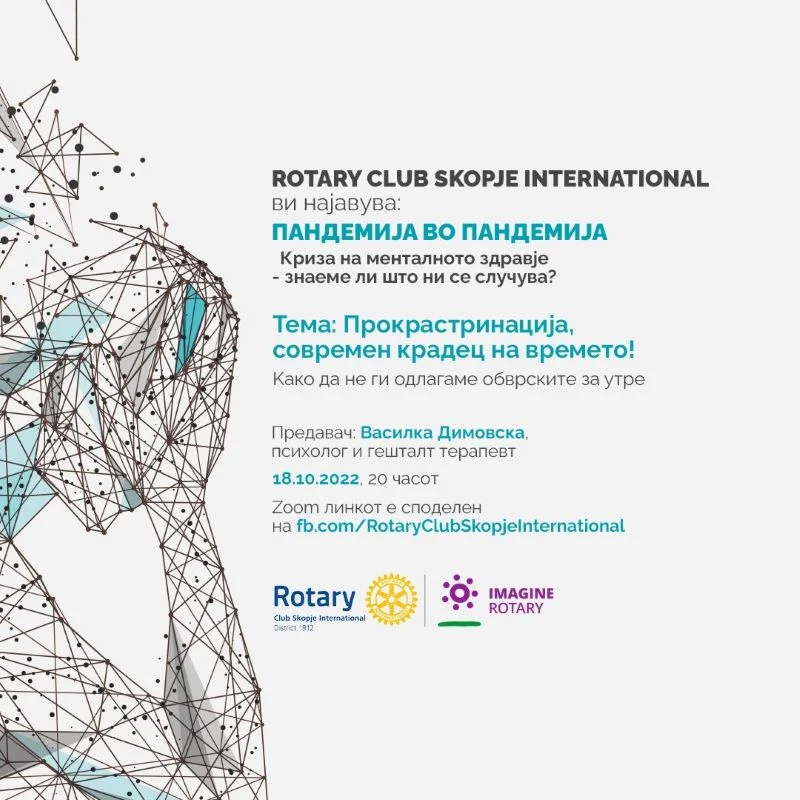 ROTARY CLUB SKOPJE INTERNATIONAL
ви најавува:
ПАНДЕМИЈА ВО ПАНДЕМИЈА
Криза на менталното здравје
- знаеме ли што ни се случува?
Тема: Прокрастринација,
современ крадец на времето!
Како да не ги одлагаме обврските за утре
Предавач: Василка Димовска,
психолог и гешталт терапевт
18.10.2022, 20 часот
Zoom линкот е споделен
на fb.com/RotaryClubSkopjeInternational
Rotary
Club Skopje International
District 1912
IMAGINE
ROTARY